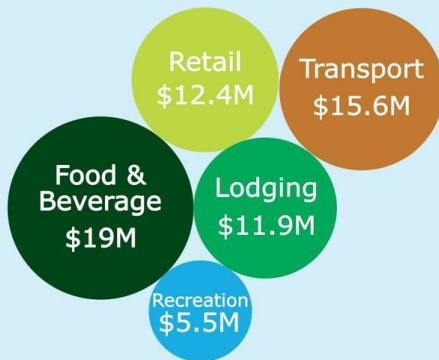 Retail
$12.4M
Transport
$15.6M
Food &
Beverage
$19M
Lodging
$11.9M
Recreation
$5.5M